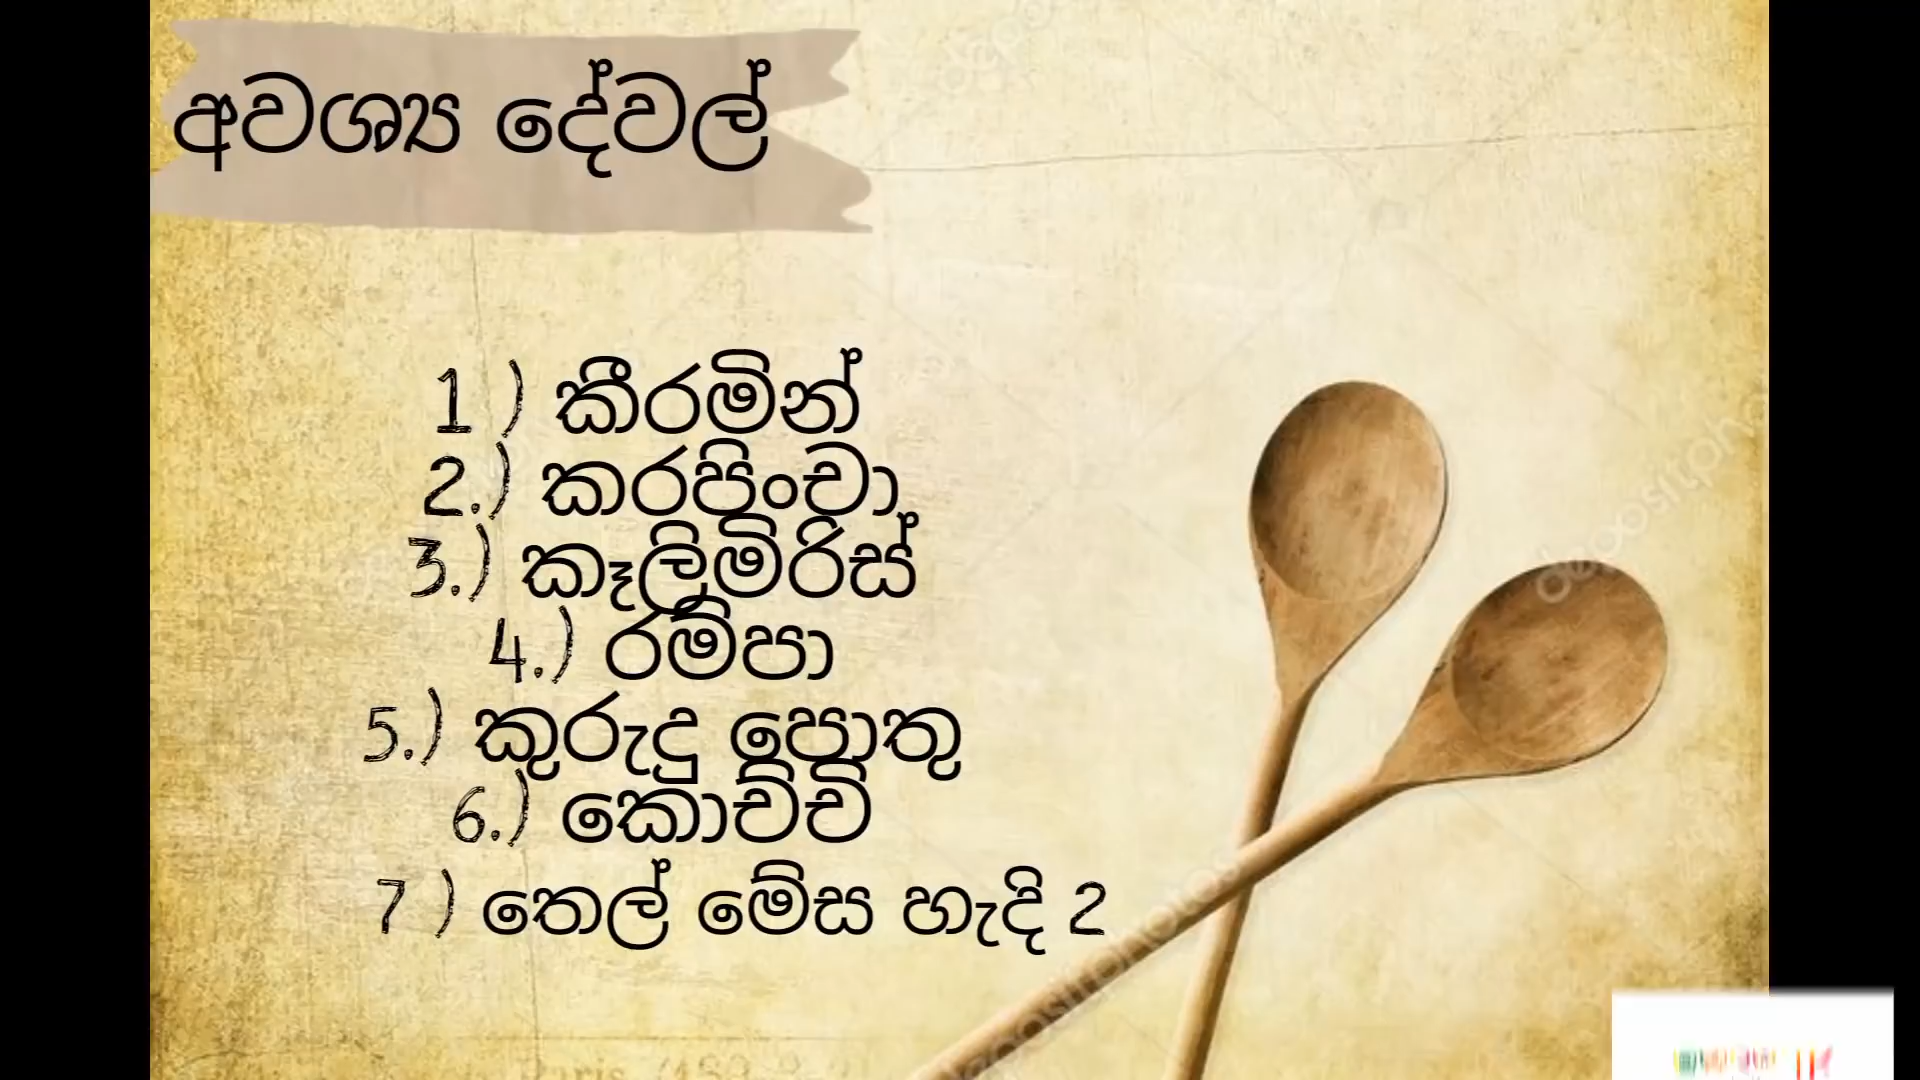 අවශ්‍ය දේවල්
1 ) කීරමින්
2.) කරපිංචා
3.) කෑලිමිරිස්
4.) රම්පා
5.) කුරුදු පොතු
6.) කොච්චි
7 ) තෙල් මේස හැදි 2